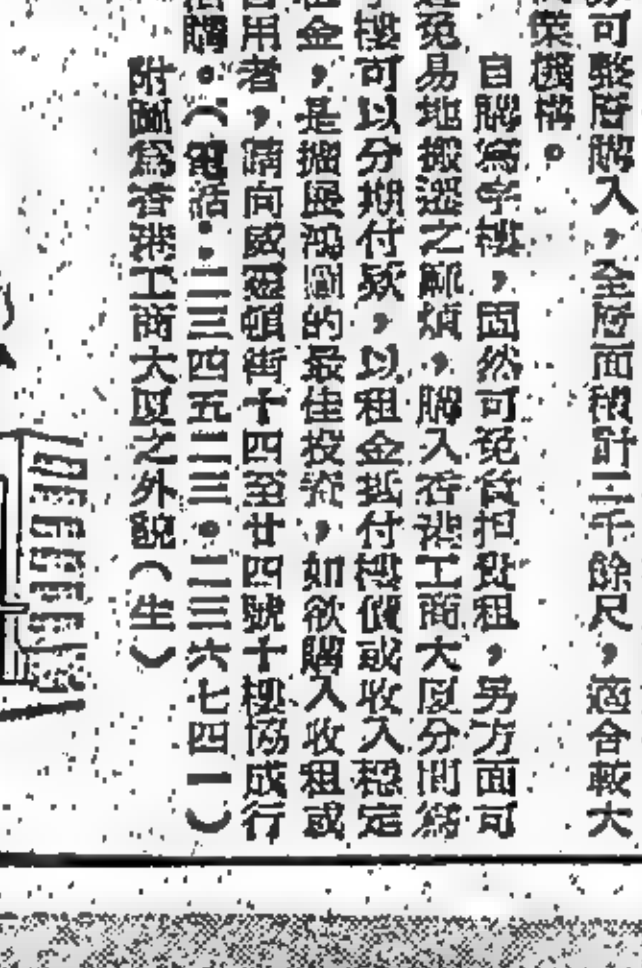 可整層購入，全層面積計二千餘尺，適合較大
業機構。
自購寫字樓，固然可免負担貴租，另方面可
避免易地搬遷之麻煩，購入香港工商大厦分間寫
字樓可以分期付款，以租金抵付樓價或收入穩定
租金，是擴展鴻圖的最佳投資，如欲購入收租或
自用者，請向威靈頓街十四至廿四號十樓協成行
洽購。（電話：二三四五二二三。二三六七四一）
附圖爲香港工商大厦之外貌（生）